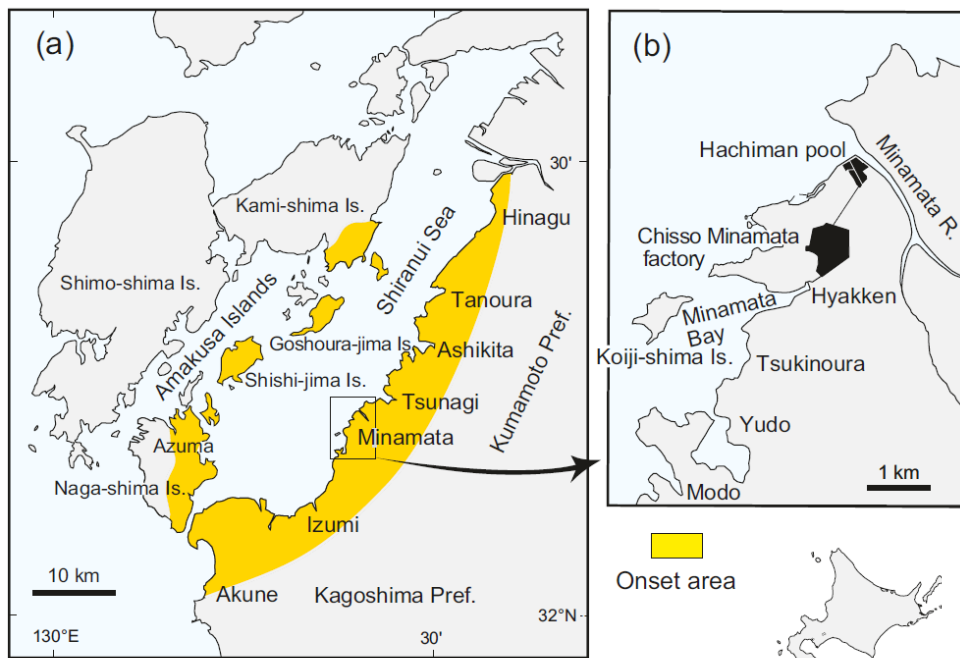 (a)
30'
Kami-shima Is.
Hinagu
Shiranui Sea
Shimo-shima Is.
Tanoura
Amakusa Islands
Goshoura-jima Is.
Ashikita
Shishi-jima Is.
Kumamoto Pref.
Tsunagi
Minamata
Azuma
Naga-shima Is.
Izumi
10 km
Akune
Kagoshima Pref.
32°N
130°E
30'
(b)
Hachiman pool
Minamata R.
Chisso Minamata
factory
Hyakken
Minamata
Bay
Koiji-shima Is.
Tsukinoura
Yudo
Modo
1 km
Onset area